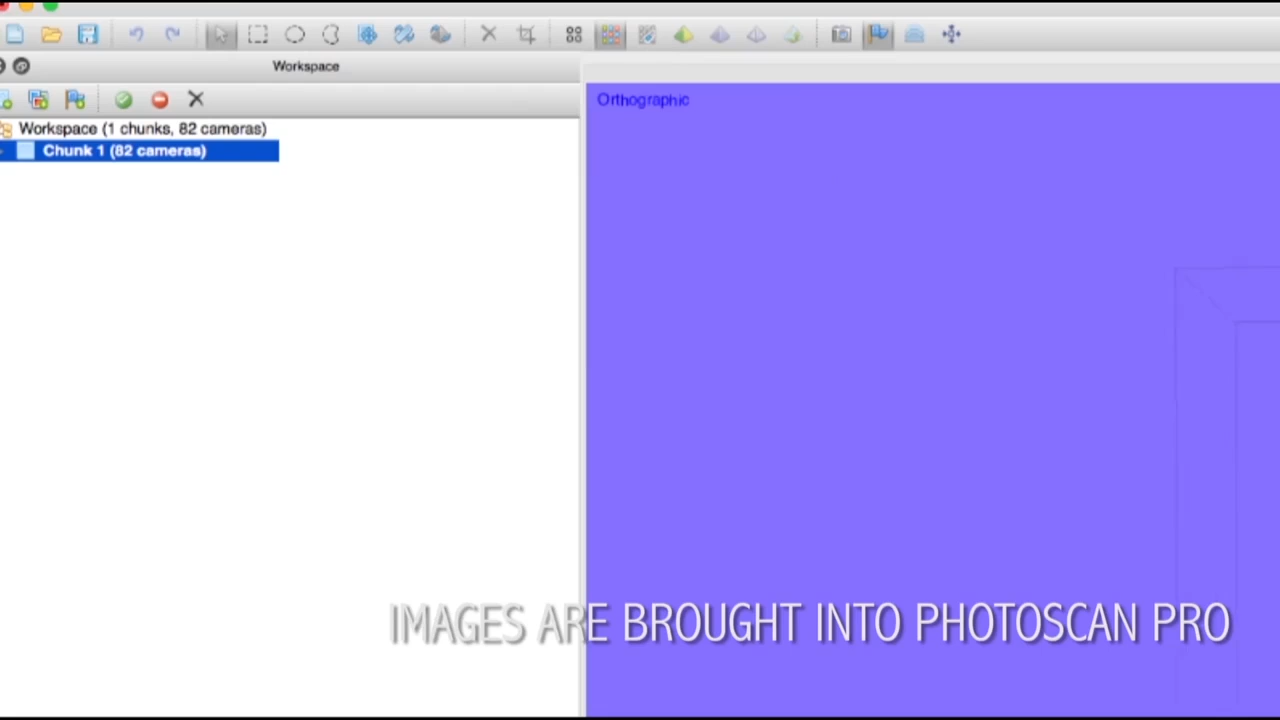 Workspace
Orthographic
Workspace (1 chunks, 82 cameras)
Chunk 1 (82 cameras)
IMAGES ARE BROUGHT INTO PHOTOSCAN PRO